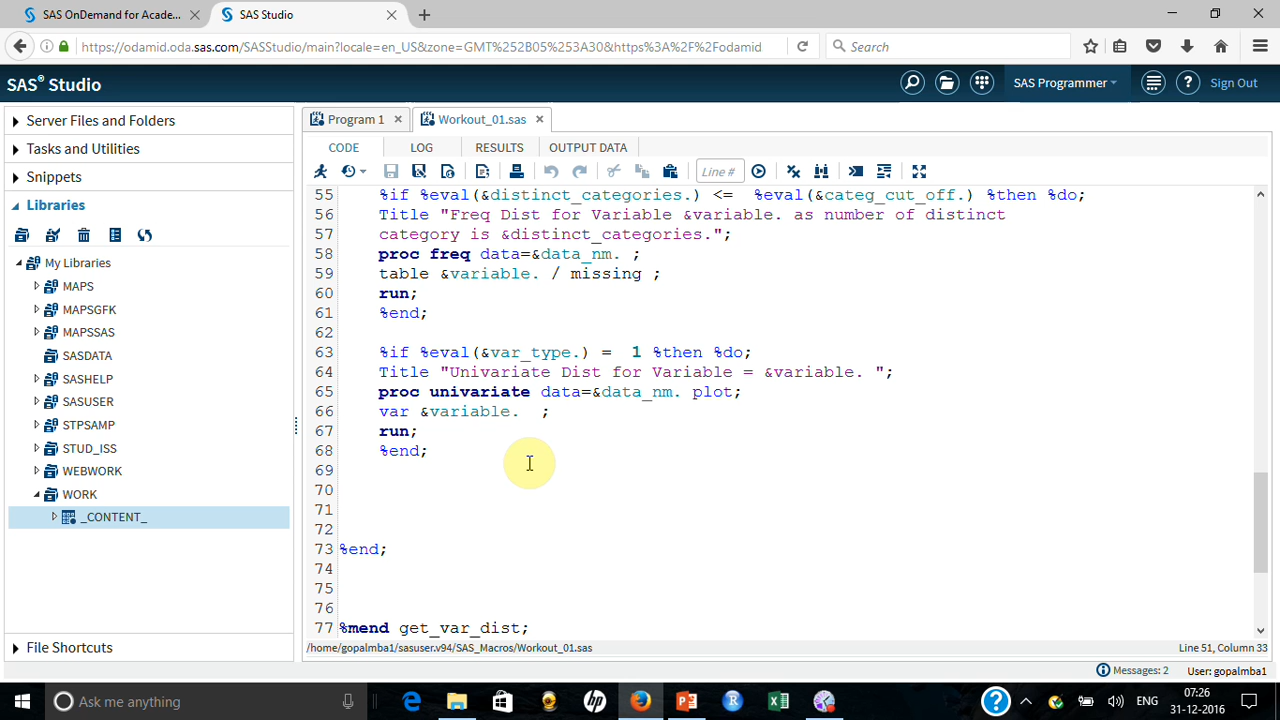 SAS OnDemand for Acade...
SAS Studio
https://odamid.oda.sas.com/SASStudio/main?locale=en_US&zone=GMT%252B05%253A30&https%3A%2F%2Fodamid
Search
SAS® Studio
SAS Programmer
Sign Out
Server Files and Folders
Tasks and Utilities
Snippets
Libraries
My Libraries
MAPS
MAPSGFK
MAPSSAS
SASDATA
SASHELP
SASUSER
STPSAMP
STUD_ISS
WEBWORK
WORK
_CONTENT_
File Shortcuts
Program 1
Workout_01.sas
CODE LOG RESULTS OUTPUT DATA
Line #
55 %if %eval(&distinct_categories.) <= %eval(&categ_cut_off.) %then %do;
56 Title "Freq Dist for Variable &variable. as number of distinct
57 category is &distinct_categories.";
58 proc freq data=&data_nm. ;
59 table &variable. / missing ;
60 run;
61 %end;
62
63 %if %eval(&var_type.) = 1 %then %do;
64 Title "Univariate Dist for Variable = &variable. ";
65 proc univariate data=&data_nm. plot;
66 var &variable. ;
67 run;
68 %end;
69
70
71
72
73 %end;
74
75
76
77 %mend get_var_dist;
/home/gopalmba1/sasuser.v94/SAS_Macros/Workout_01.sas
Line 51, Column 33
Messages: 2
User: gopalmba1
Ask me anything
ENG
07:26
31-12-2016